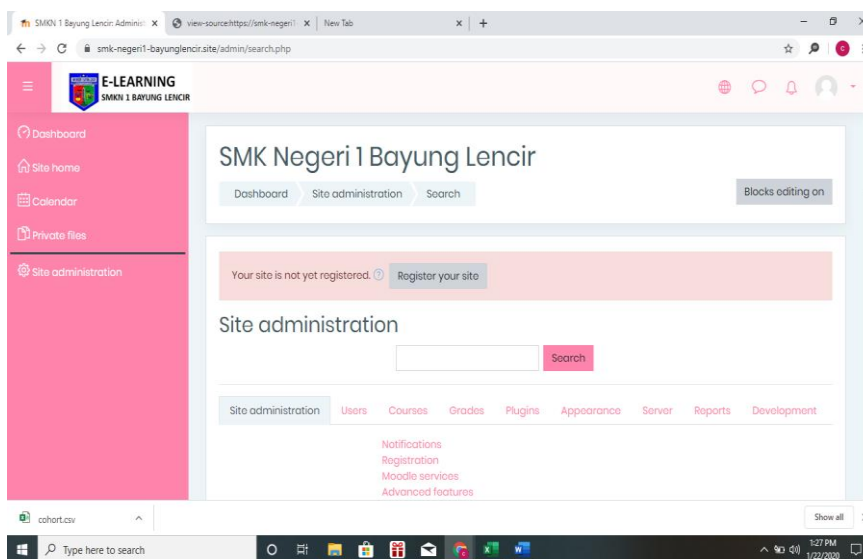 SMKN 1 Bayung Lencir: Administ
view-source:https://smk-negeri1-
New Tab
smk-negeri1-bayunglencir.site/admin/search.php
E-LEARNING
SMKN 1 BAYUNG LENCIR
Dashboard
Site home
Calendar
Private files
Site administration
SMK Negeri 1 Bayung Lencir
Dashboard Site administration Search
Blocks editing on
Your site is not yet registered. Register your site
Site administration
Search
Site administration Users Courses Grades Plugins Appearance Server Reports Development
Notifications
Registration
Moodle services
Advanced features
cohort.csv
Show all
Type here to search
1:27 PM
1/22/2020